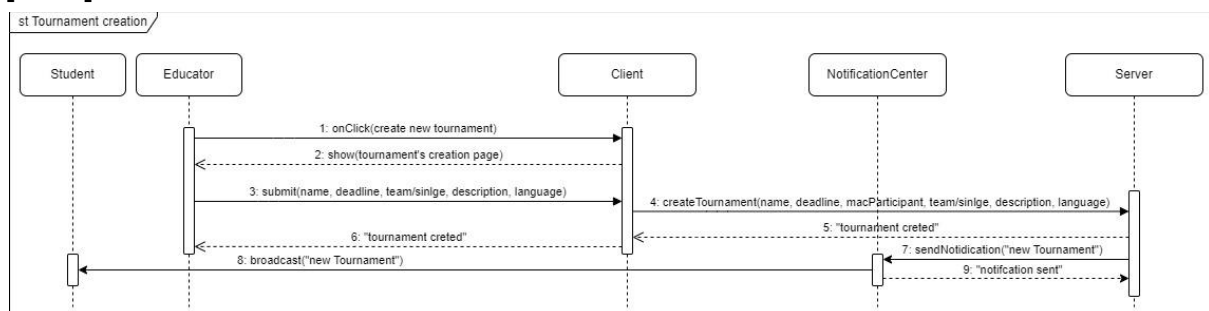 st Tournament creation
Student
Educator
Client
NotificationCenter
Server
1: onClick(create new tournament)
2: show(tournament's creation page)
3: submit(name, deadline, team/sinlge, description, language)
4: createTournament(name, deadline, macParticipant, team/sinlge, description, language)
5: "tournament creted"
6: "tournament creted"
7: sendNotidication("new Tournament")
8: broadcast("new Tournament")
9: "notifcation sent"